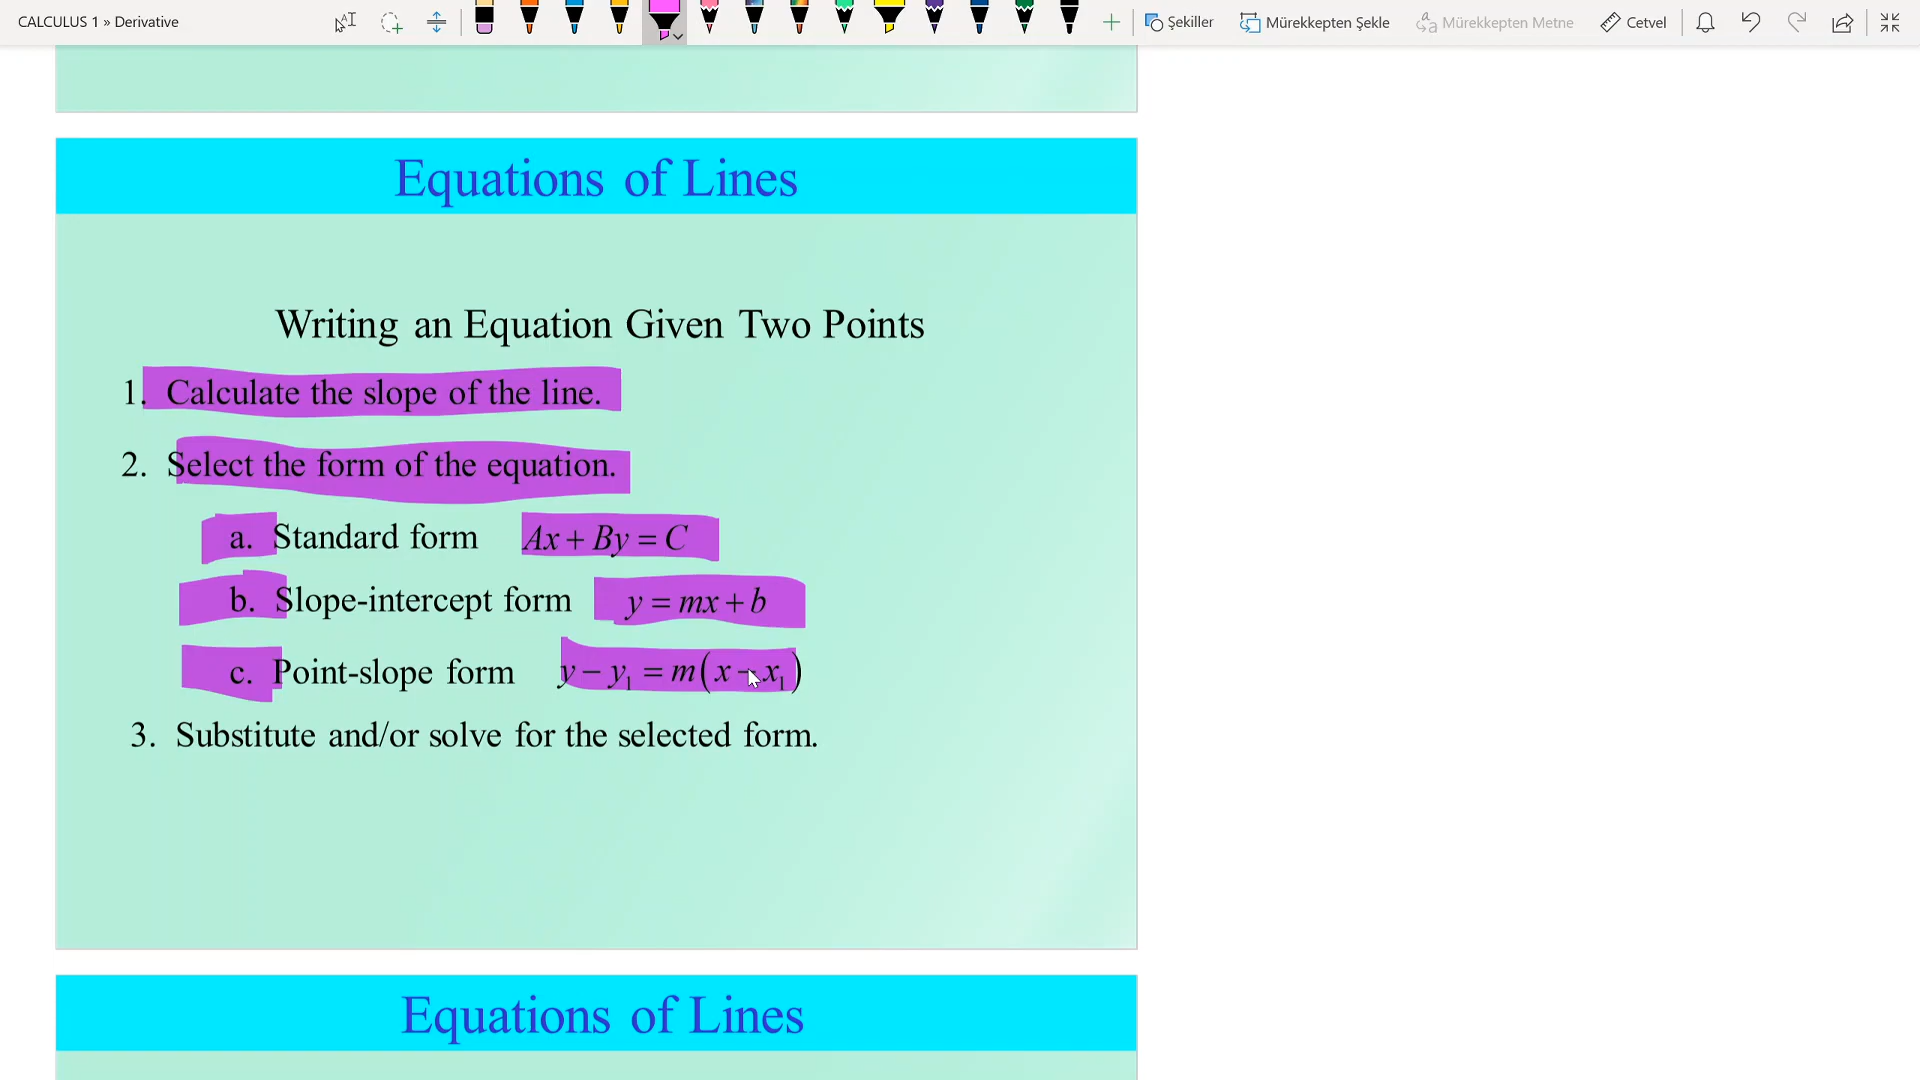 CALCULUS 1 » Derivative
Şekiller
Mürekkepten Şekle
Mürekkepten Metne
Cetvel
Equations of Lines
Writing an Equation Given Two Points
1. Calculate the slope of the line.
2. Select the form of the equation.
a. Standard form Ax + By = C
b. Slope-intercept form y = mx + b
c. Point-slope form y − y₁ = m(x − x₁)
3. Substitute and/or solve for the selected form.
Equations of Lines